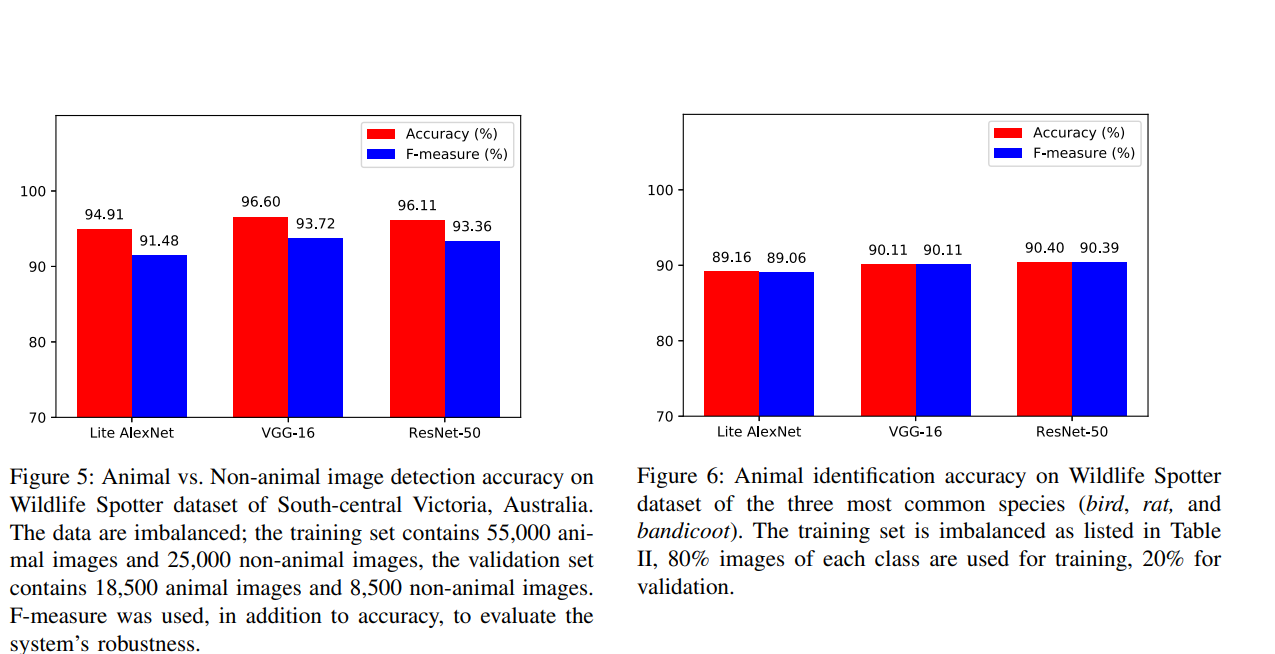 Accuracy (%)
F-measure (%)
100
90
80
70
94.91
91.48
96.60
93.72
96.11
93.36
Lite AlexNet
VGG-16
ResNet-50
Figure 5: Animal vs. Non-animal image detection accuracy on
Wildlife Spotter dataset of South-central Victoria, Australia.
The data are imbalanced; the training set contains 55,000 ani-
mal images and 25,000 non-animal images, the validation set
contains 18,500 animal images and 8,500 non-animal images.
F-measure was used, in addition to accuracy, to evaluate the
system's robustness.
Accuracy (%)
F-measure (%)
100
90
80
70
89.16
89.06
90.11
90.11
90.40
90.39
Lite AlexNet
VGG-16
ResNet-50
Figure 6: Animal identification accuracy on Wildlife Spotter
dataset of the three most common species (bird, rat, and
bandicoot). The training set is imbalanced as listed in Table
II, 80% images of each class are used for training, 20% for
validation.